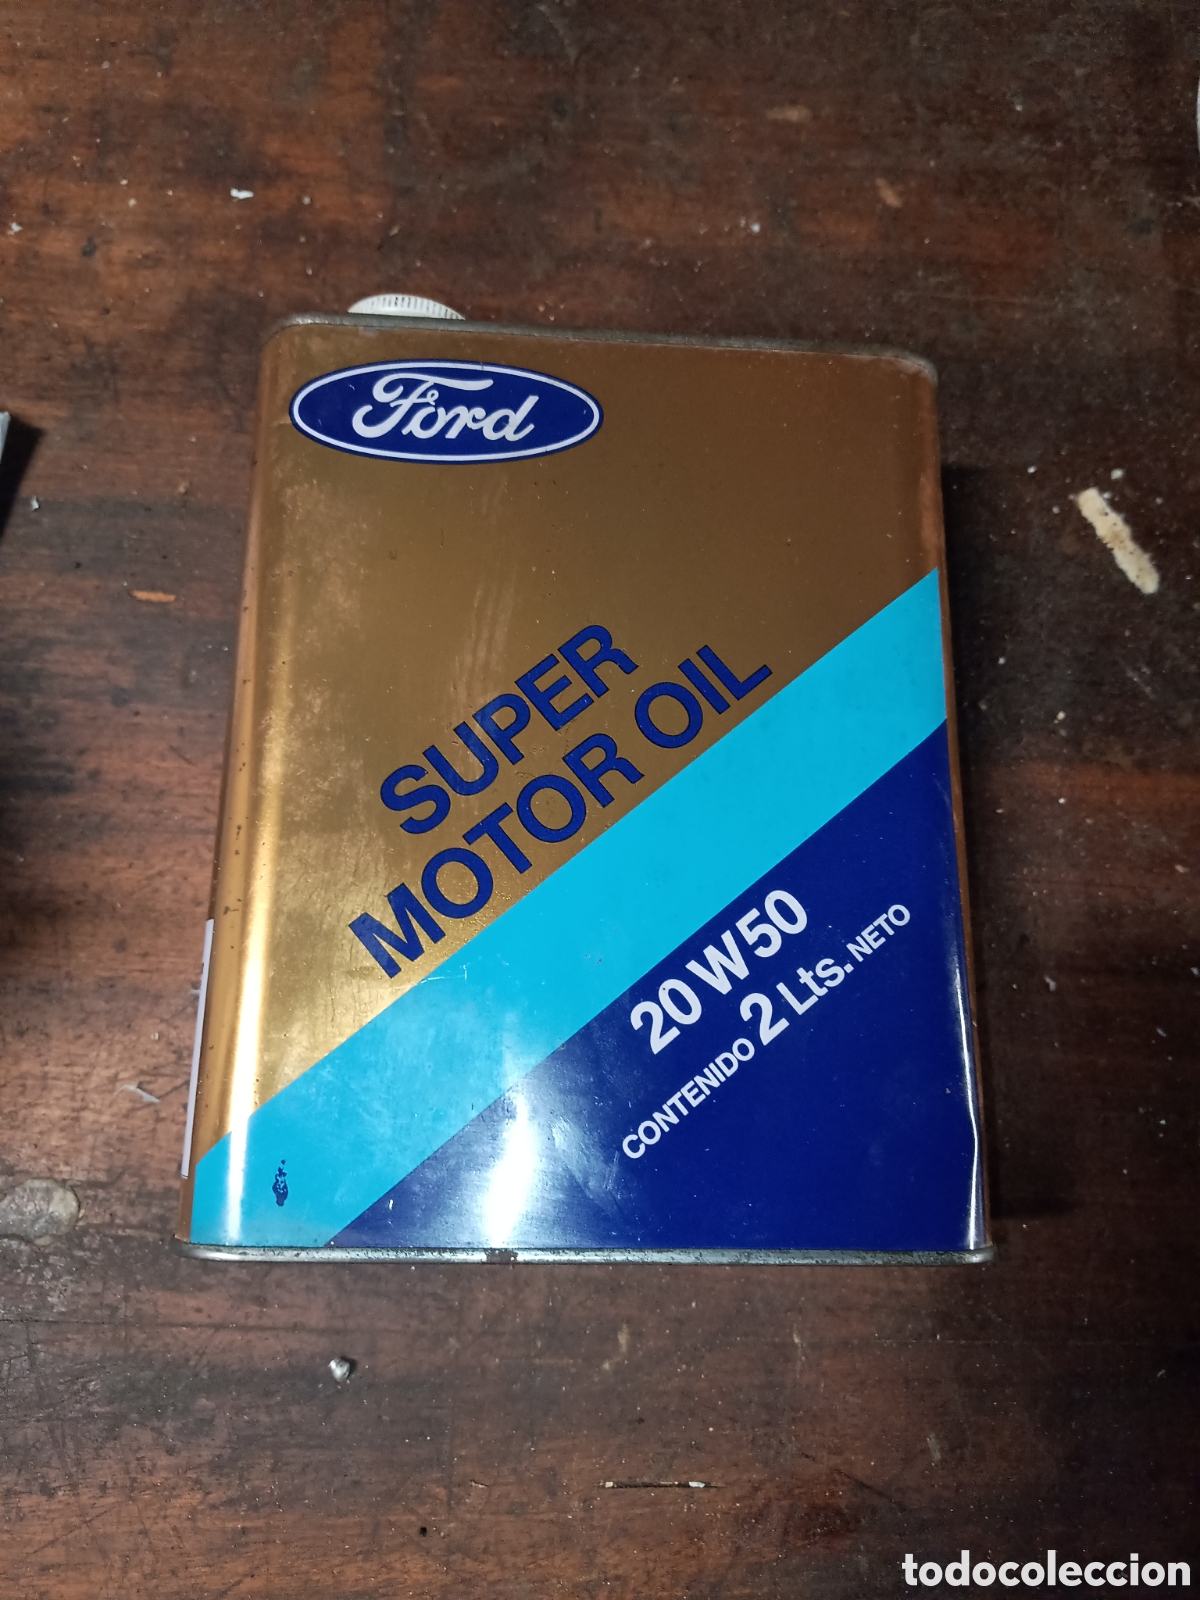 Ford
SUPER
MOTOR OIL
20 W 50
CONTENIDO 2 Lts. NETO
todocoleccion